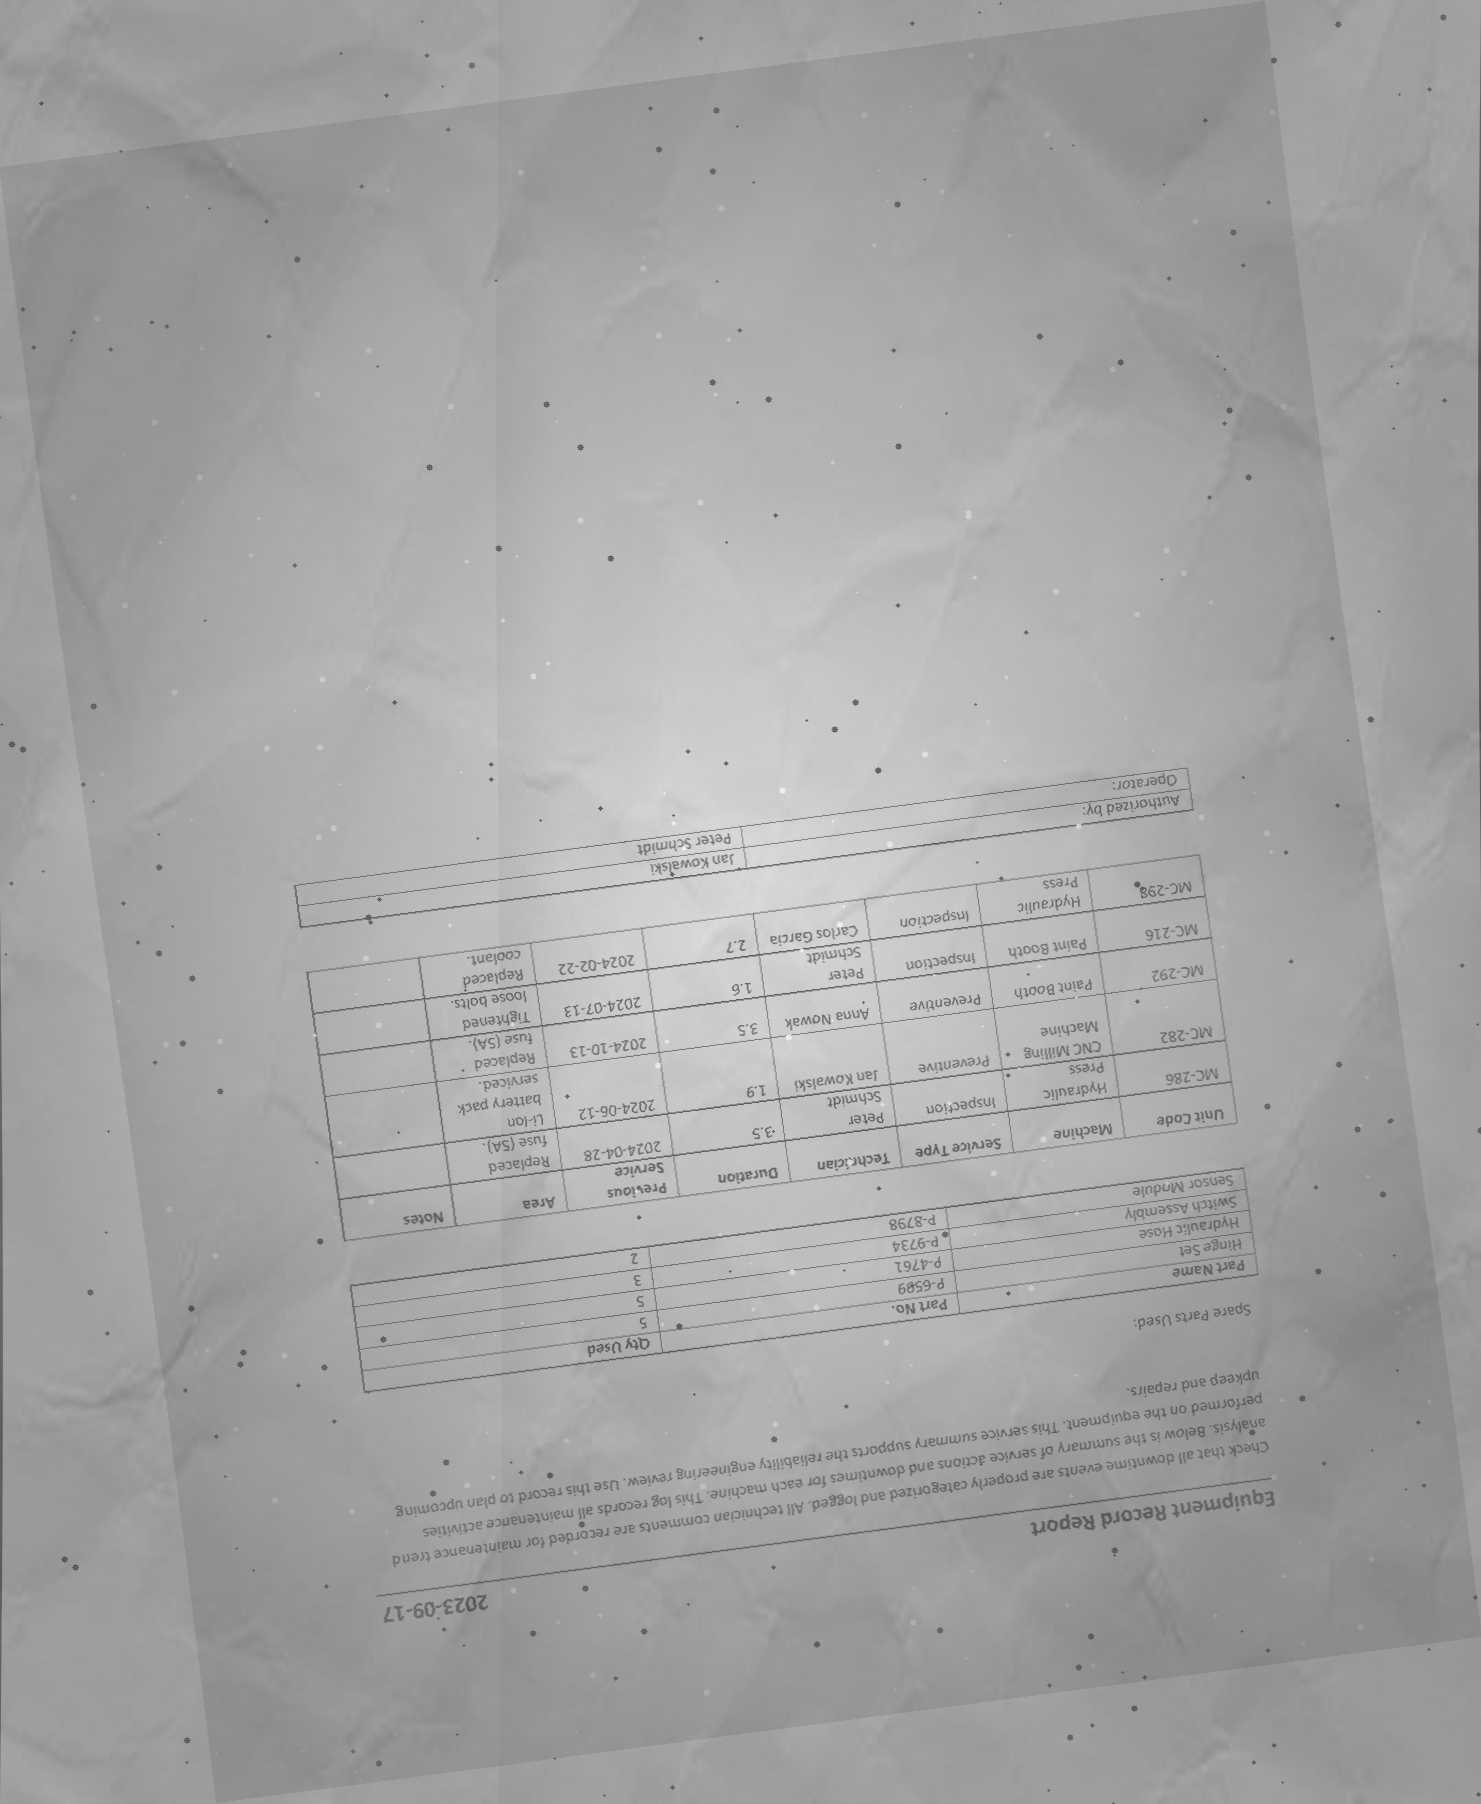 Equipment Record Report 2023-09-17
Check that all downtime events are properly categorized and logged. All technician comments are recorded for maintenance trend
analysis. Below is the summary of service actions and downtimes for each machine. This log records all maintenance activities
performed on the equipment. This service summary supports the reliability engineering review. Use this record to plan upcoming
upkeep and repairs.
Spare Parts Used:
Part Name Part No. Qty Used
Hinge Set 5
Hydraulic Hose P-4761 5
Switch Assembly P-9734 3
Sensor Module P-8798 2
Unit Code Machine Service Type Technician Duration Previous Service Area Notes
MC-286 Hydraulic Press Inspection Peter Schmidt 3.5 2024-04-28 Replaced fuse (5A).
MC-282 CNC Milling Machine Preventive Jan Kowalski 1.9 2024-06-12 Li-Ion battery pack serviced.
MC-292 Paint Booth Preventive Anna Nowak 3.5 2024-10-13 Replaced fuse (5A).
MC-216 Paint Booth Inspection Peter Schmidt 1.6 2024-07-13 Tightened loose bolts.
MC-298 Hydraulic Press Inspection Carlos Garcia 2.7 2024-02-22 Replaced coolant.
Authorized by: Jan Kowalski
Operator: Peter Schmidt